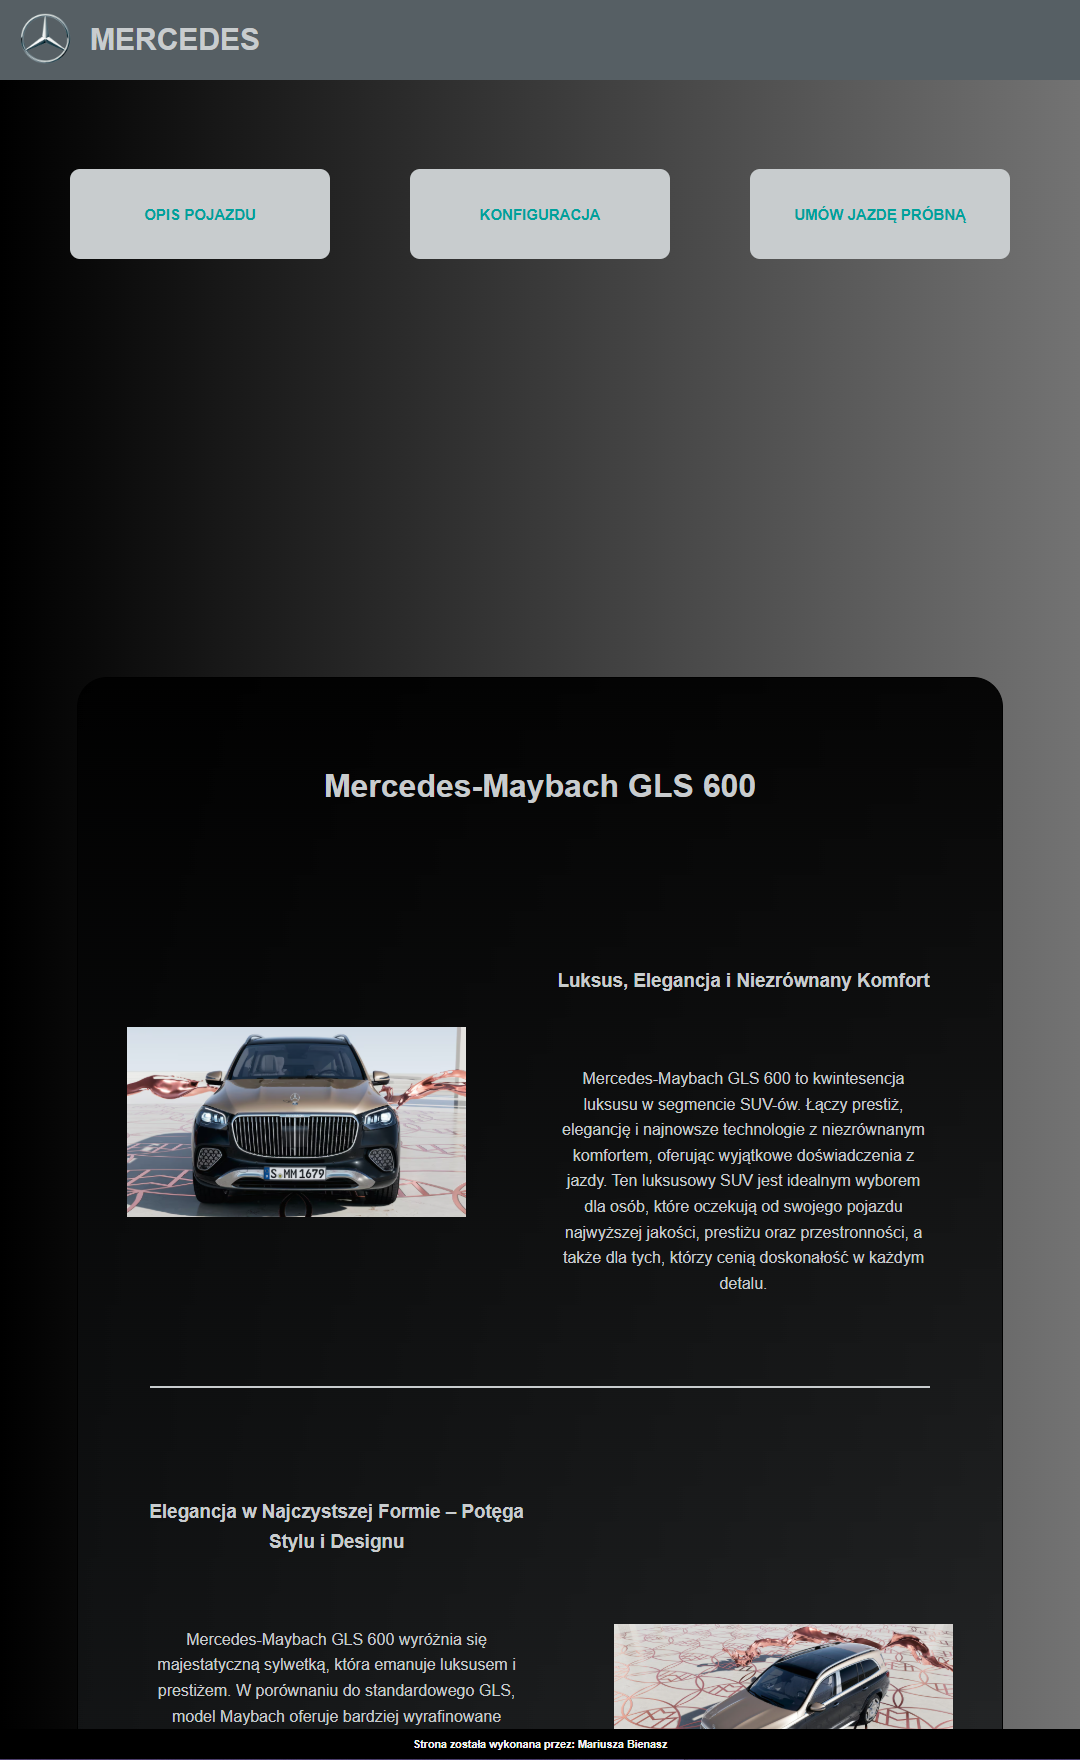 MERCEDES
OPIS POJAZDU
KONFIGURACJA
UMÓW JAZDĘ PRÓBNĄ
Mercedes-Maybach GLS 600
Luksus, Elegancja i Niezrównany Komfort
S MM 1679
Mercedes-Maybach GLS 600 to kwintesencja
luksusu w segmencie SUV-ów. Łączy prestiż,
elegancję i najnowsze technologie z niezrównanym
komfortem, oferując wyjątkowe doświadczenia z
jazdy. Ten luksusowy SUV jest idealnym wyborem
dla osób, które oczekują od swojego pojazdu
najwyższej jakości, prestiżu oraz przestronności, a
także dla tych, którzy cenią doskonałość w każdym
detalu.
Elegancja w Najczystszej Formie – Potęga
Stylu i Designu
Mercedes-Maybach GLS 600 wyróżnia się
majestatyczną sylwetką, która emanuje luksusem i
prestiżem. W porównaniu do standardowego GLS,
model Maybach oferuje bardziej wyrafinowane
Strona została wykonana przez: Mariusza Bienasz